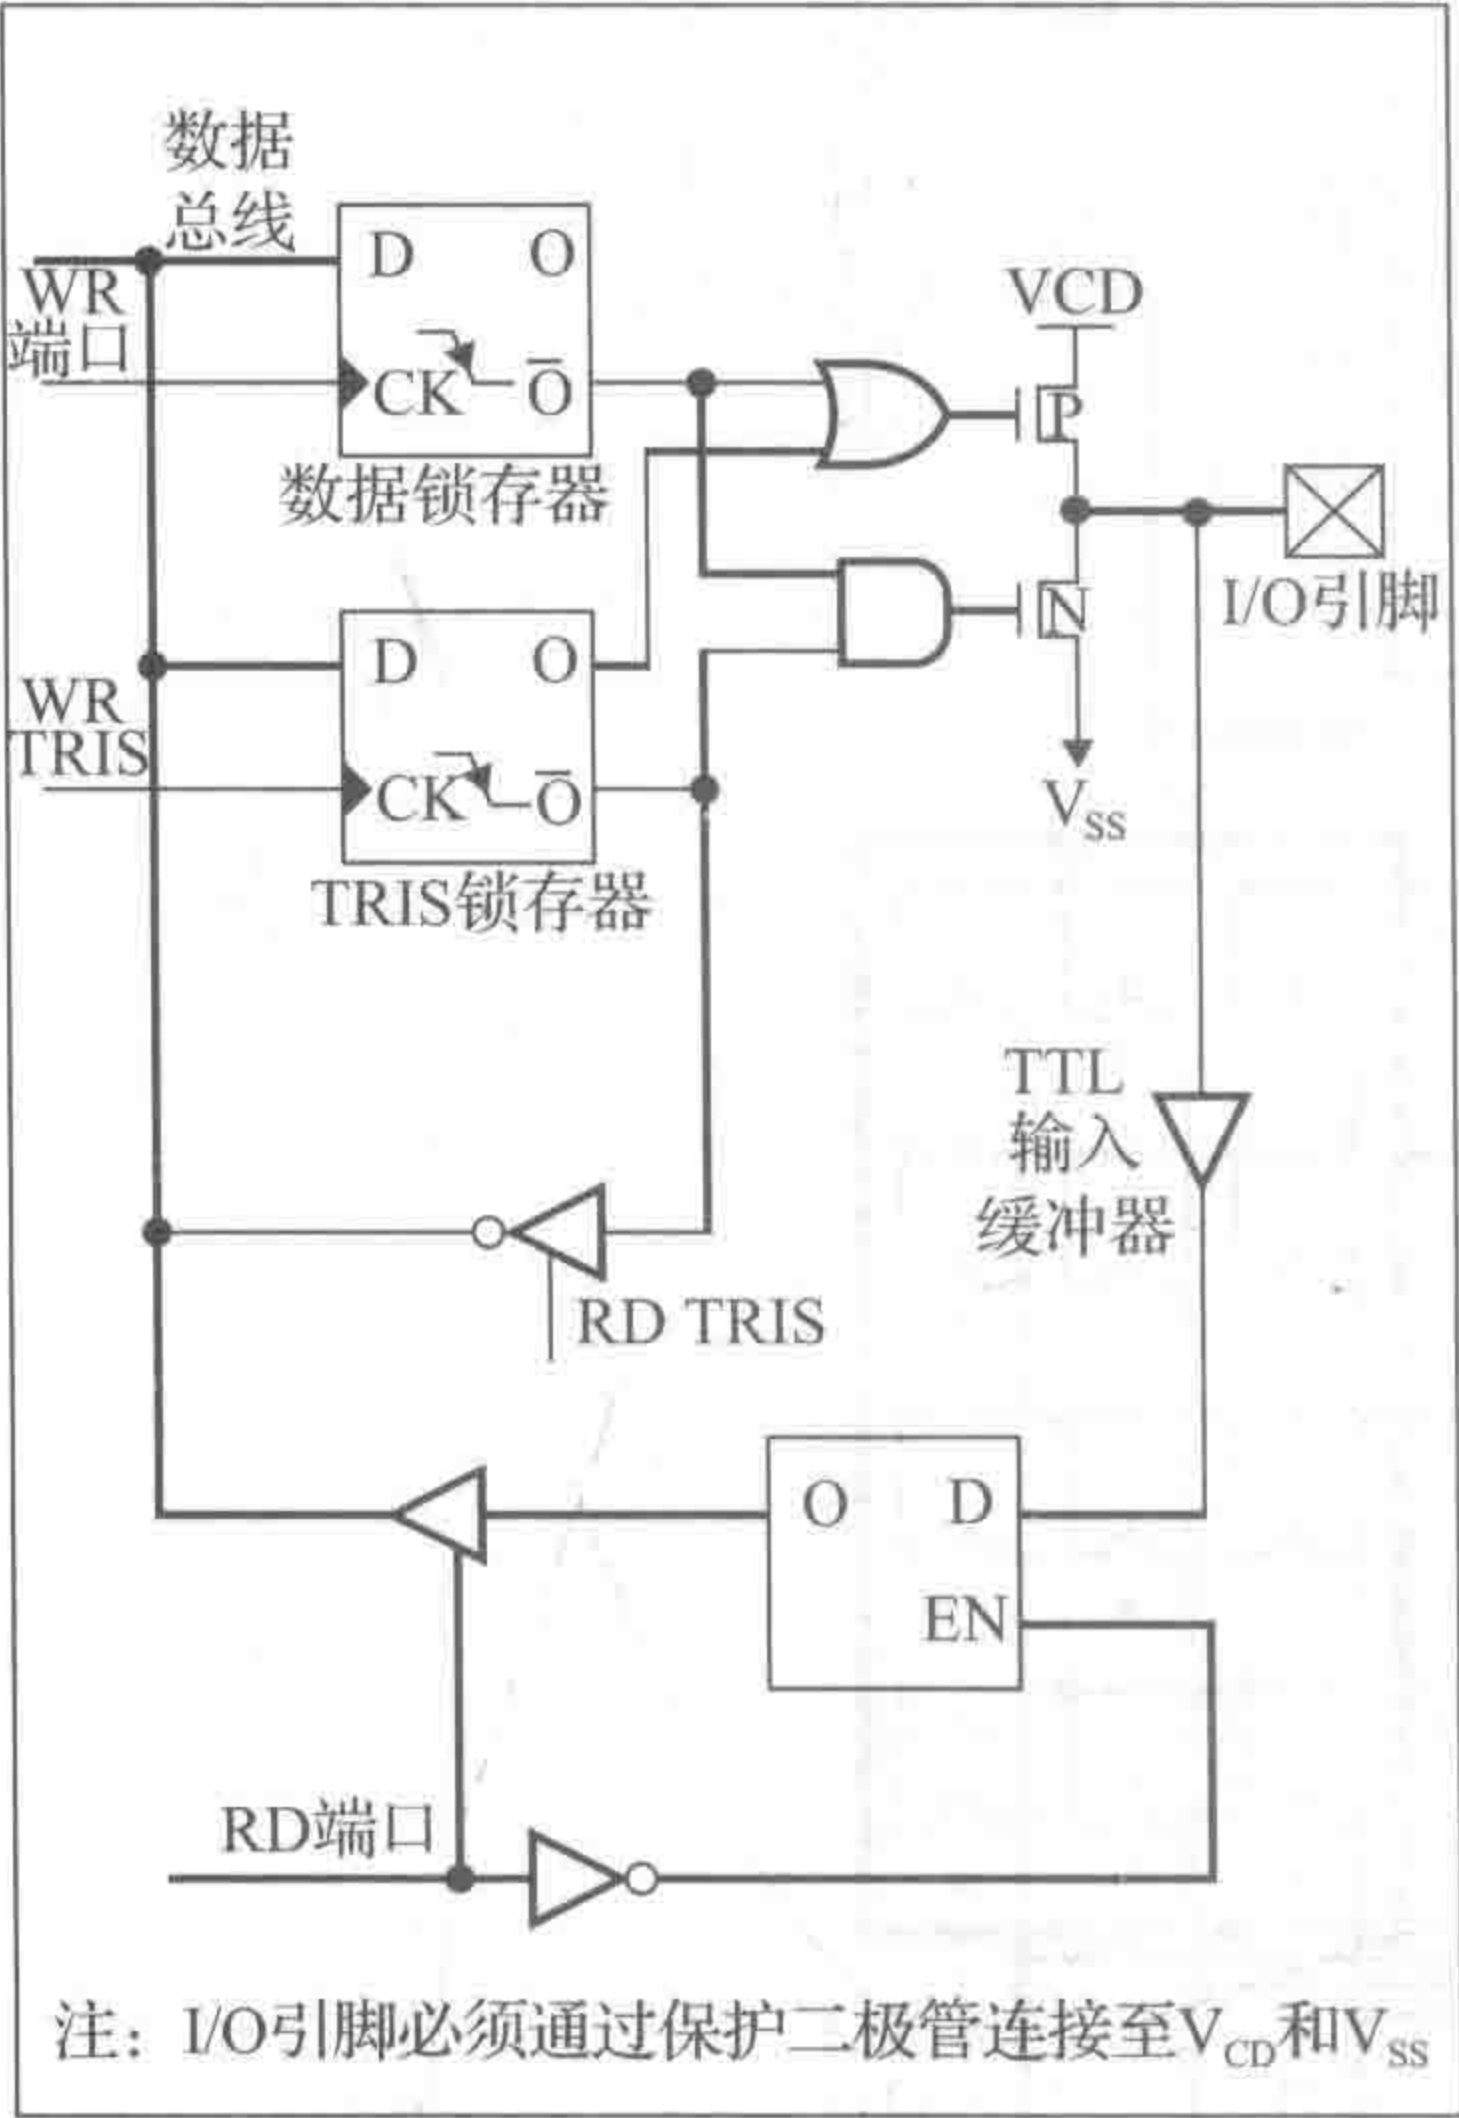 数据
总线
D O
WR
端口
CK O̅
VCD
P
数据锁存器
I/O引脚
N
D O
WR
TRIS
CK O̅
V_SS
TRIS锁存器
TTL
输入
缓冲器
RD TRIS
O D
EN
RD端口
注：I/O引脚必须通过保护二极管连接至V_CD和V_SS